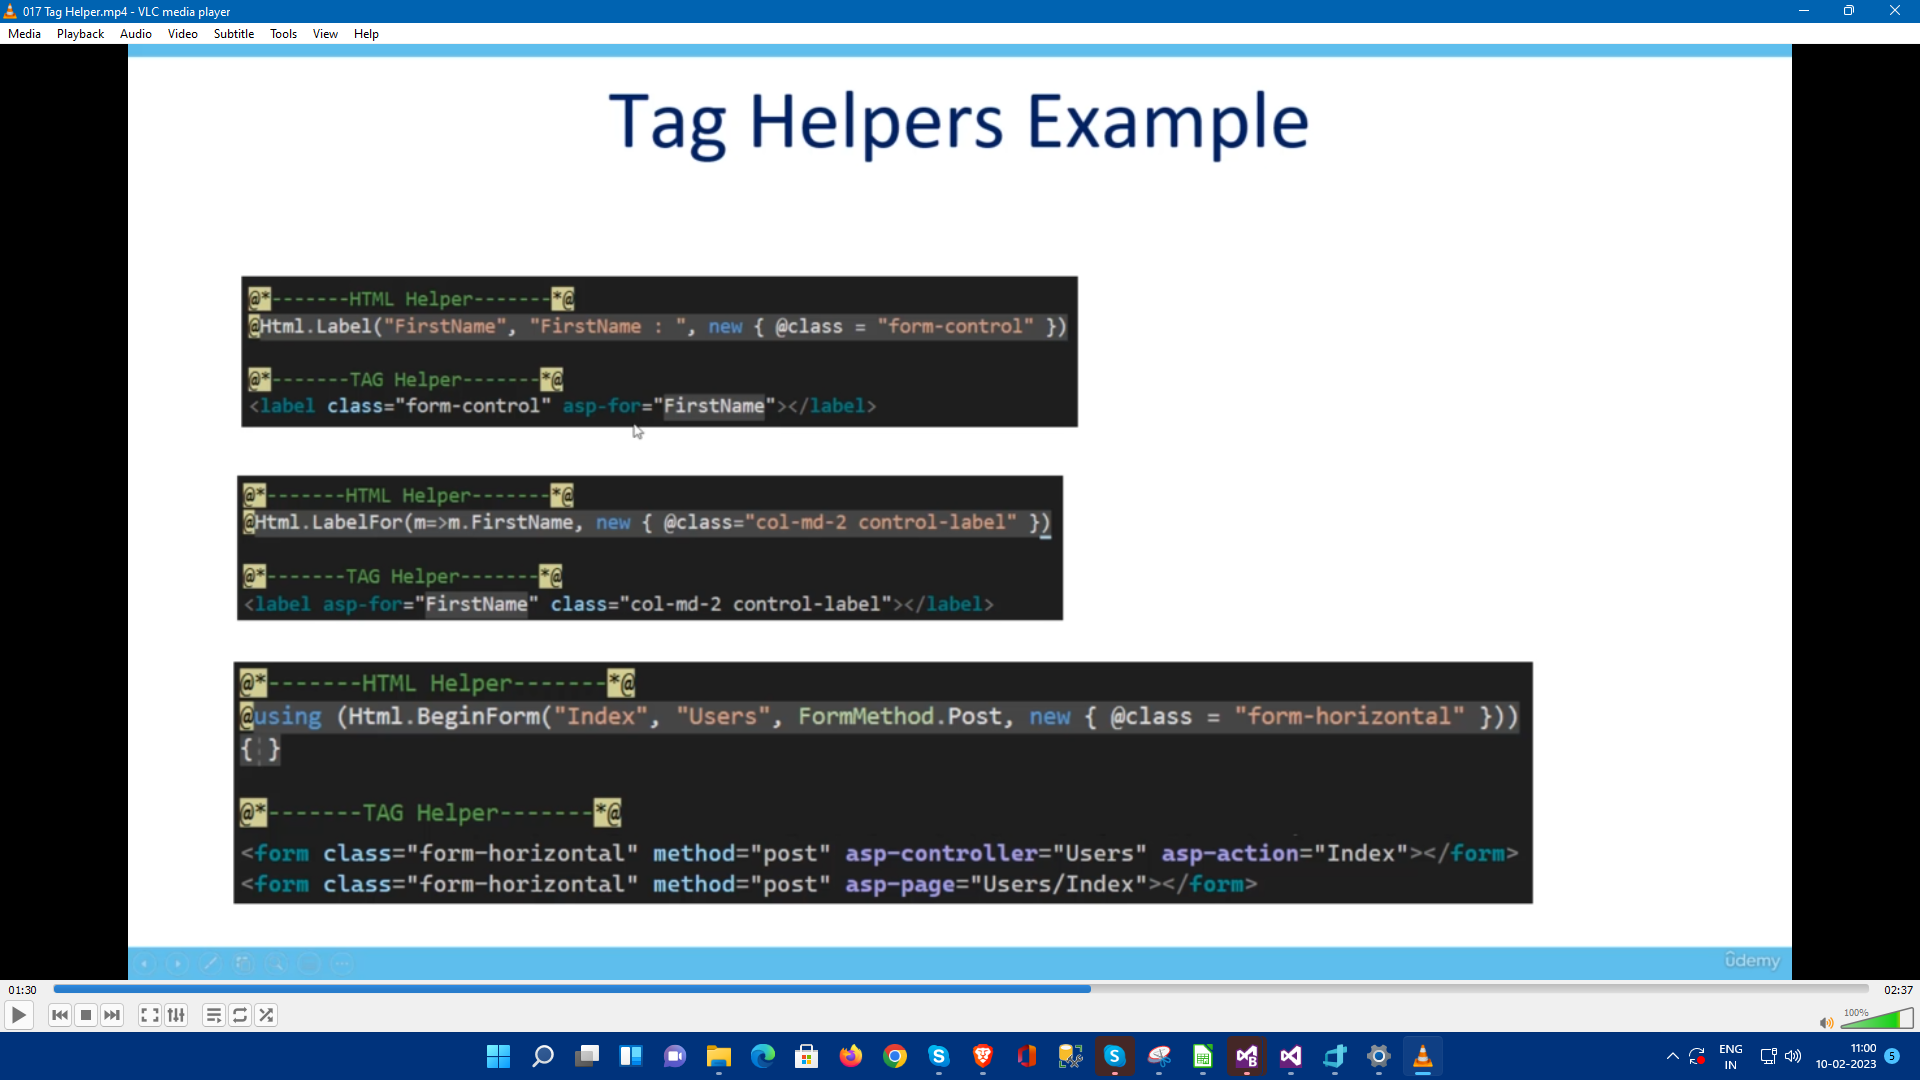 017 Tag Helper.mp4 - VLC media player
Media Playback Audio Video Subtitle Tools View Help
Tag Helpers Example
@*-------HTML Helper-------*@
@Html.Label("FirstName", "FirstName : ", new { @class = "form-control" })
@*-------TAG Helper-------*@
<label class="form-control" asp-for="FirstName"></label>
@*-------HTML Helper-------*@
@Html.LabelFor(m=>m.FirstName, new { @class="col-md-2 control-label" })
@*-------TAG Helper-------*@
<label asp-for="FirstName" class="col-md-2 control-label"></label>
@*-------HTML Helper-------*@
@using (Html.BeginForm("Index", "Users", FormMethod.Post, new { @class = "form-horizontal" }))
{ }
@*-------TAG Helper-------*@
<form class="form-horizontal" method="post" asp-controller="Users" asp-action="Index"></form>
<form class="form-horizontal" method="post" asp-page="Users/Index"></form>
ûdemy
01:30 02:37
100%
ENG 11:00
IN 10-02-2023 5